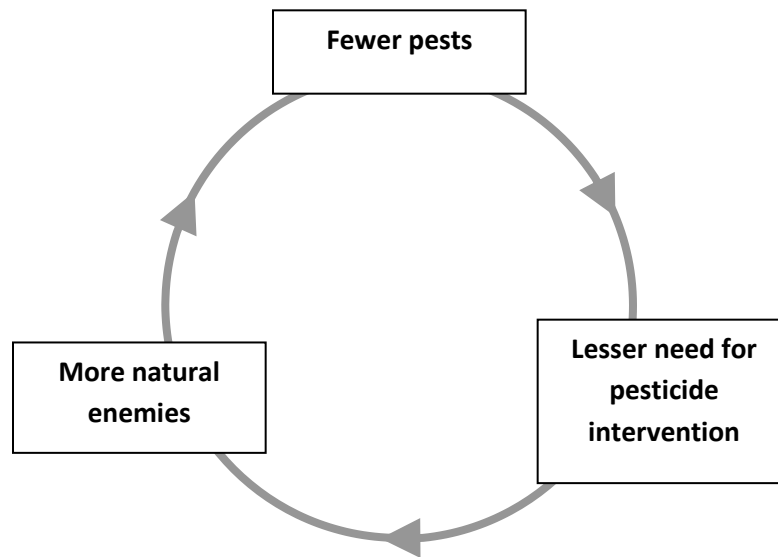 Fewer pests
Lesser need for
pesticide
intervention
More natural
enemies